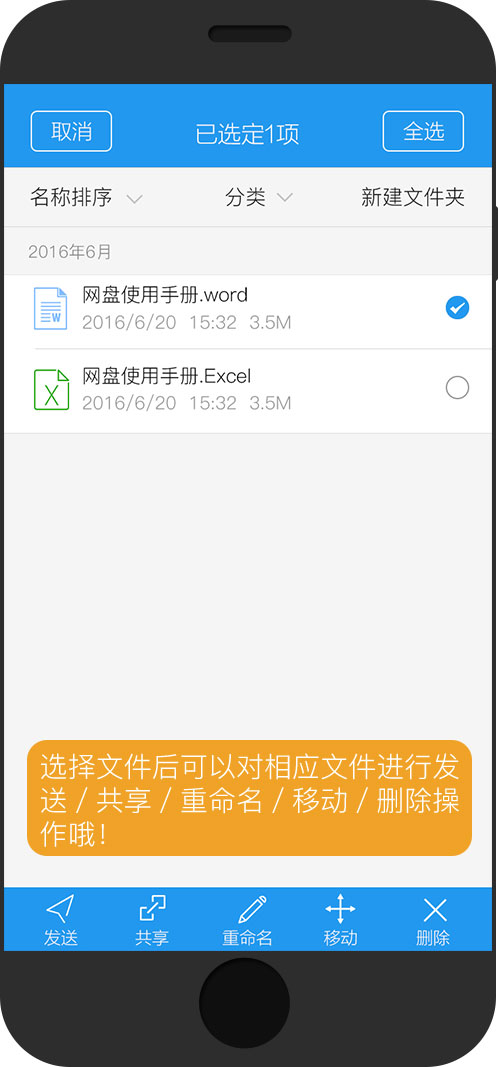 取消 已选定1项 全选
名称排序 分类 新建文件夹
2016年6月
网盘使用手册.word
2016/6/20 15:32 3.5M
网盘使用手册.Excel
2016/6/20 15:32 3.5M
选择文件后可以对相应文件进行发
送 / 共享 / 重命名 / 移动 / 删除操
作哦！
发送 共享 重命名 移动 删除